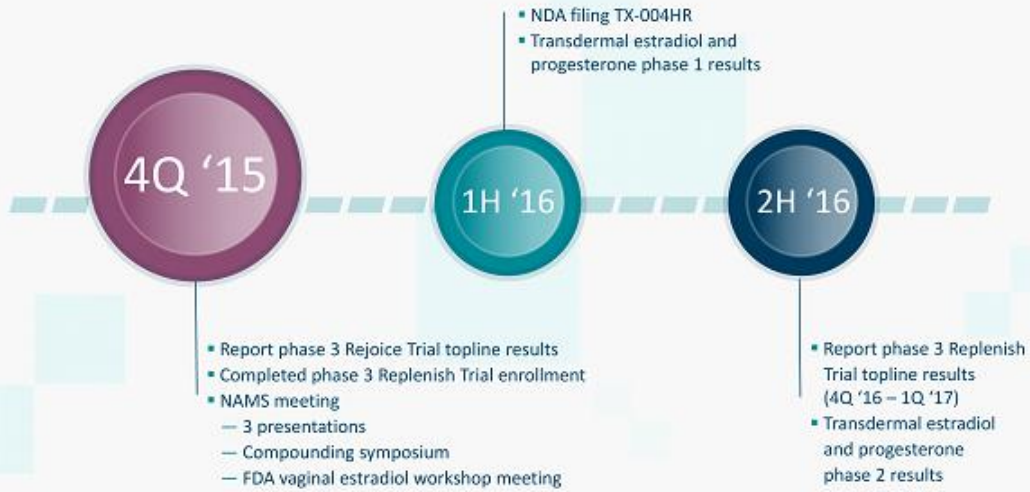 4Q ‘15
▪ Report phase 3 Rejoice Trial topline results
▪ Completed phase 3 Replenish Trial enrollment
▪ NAMS meeting
— 3 presentations
— Compounding symposium
— FDA vaginal estradiol workshop meeting
1H ‘16
▪ NDA filing TX-004HR
▪ Transdermal estradiol and
progesterone phase 1 results
2H ‘16
▪ Report phase 3 Replenish
Trial topline results
(4Q ‘16 – 1Q ‘17)
▪ Transdermal estradiol
and progesterone
phase 2 results